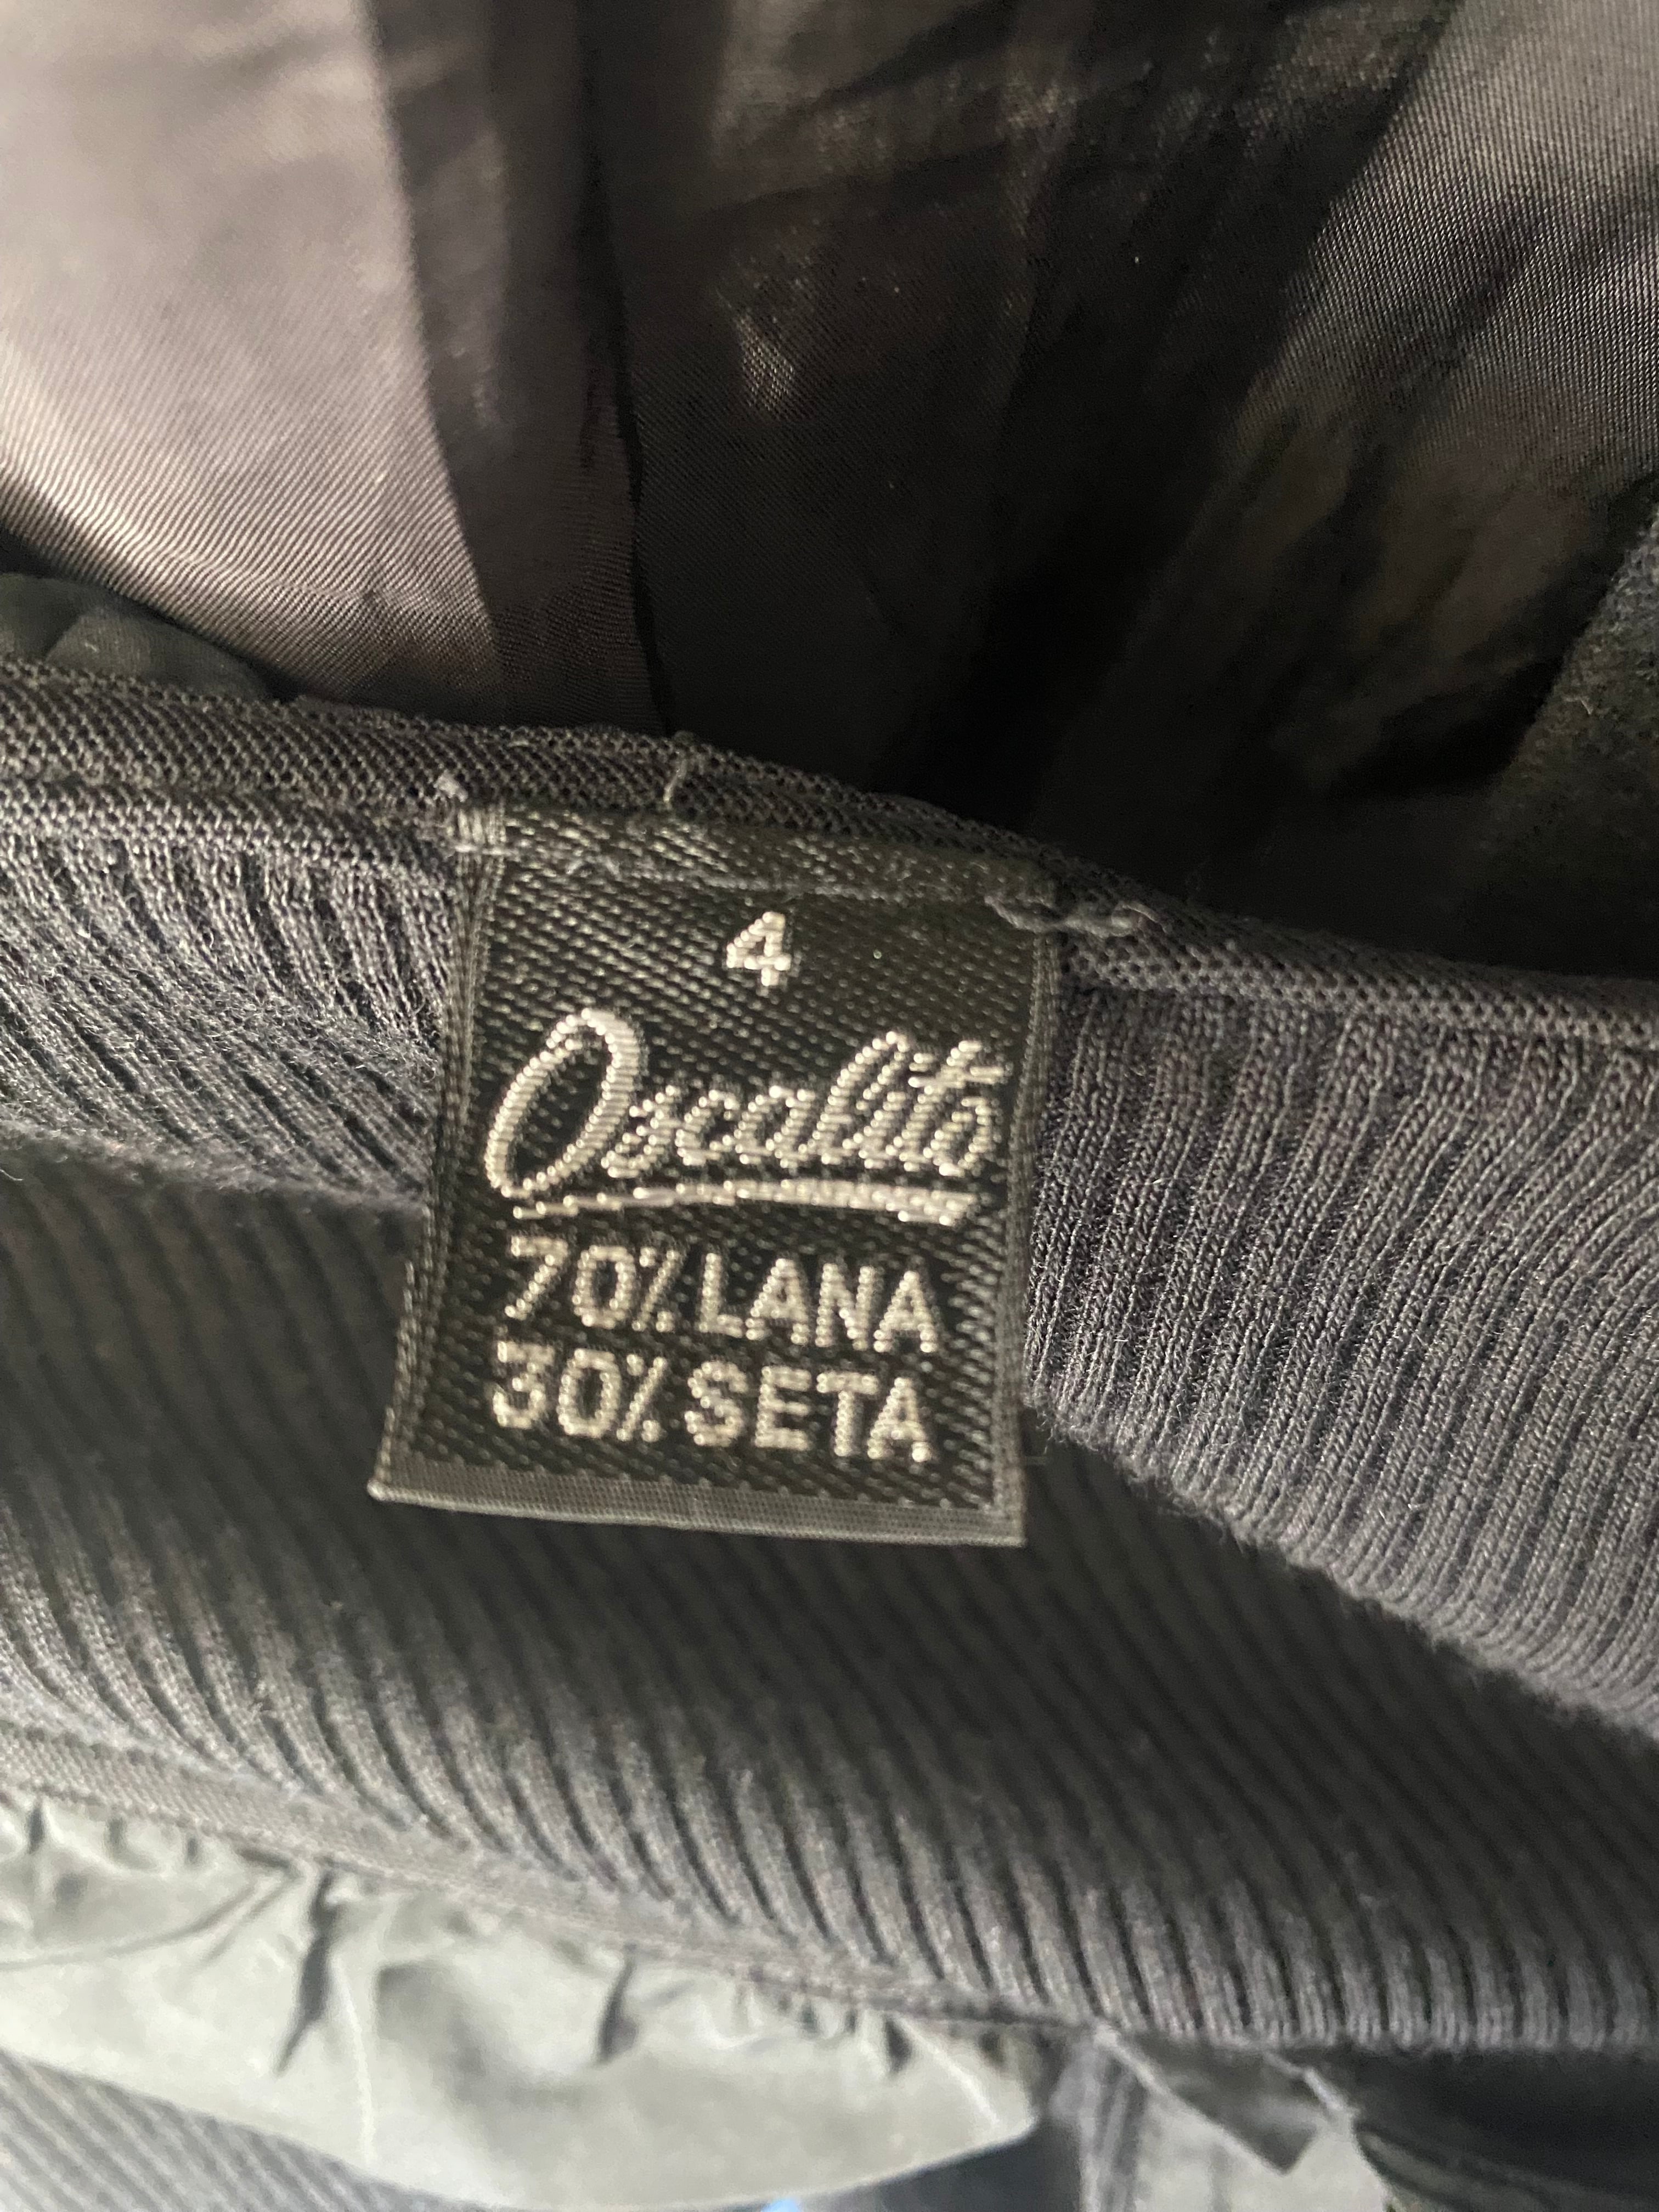 4
Oscalito
70% LANA
30% SETA